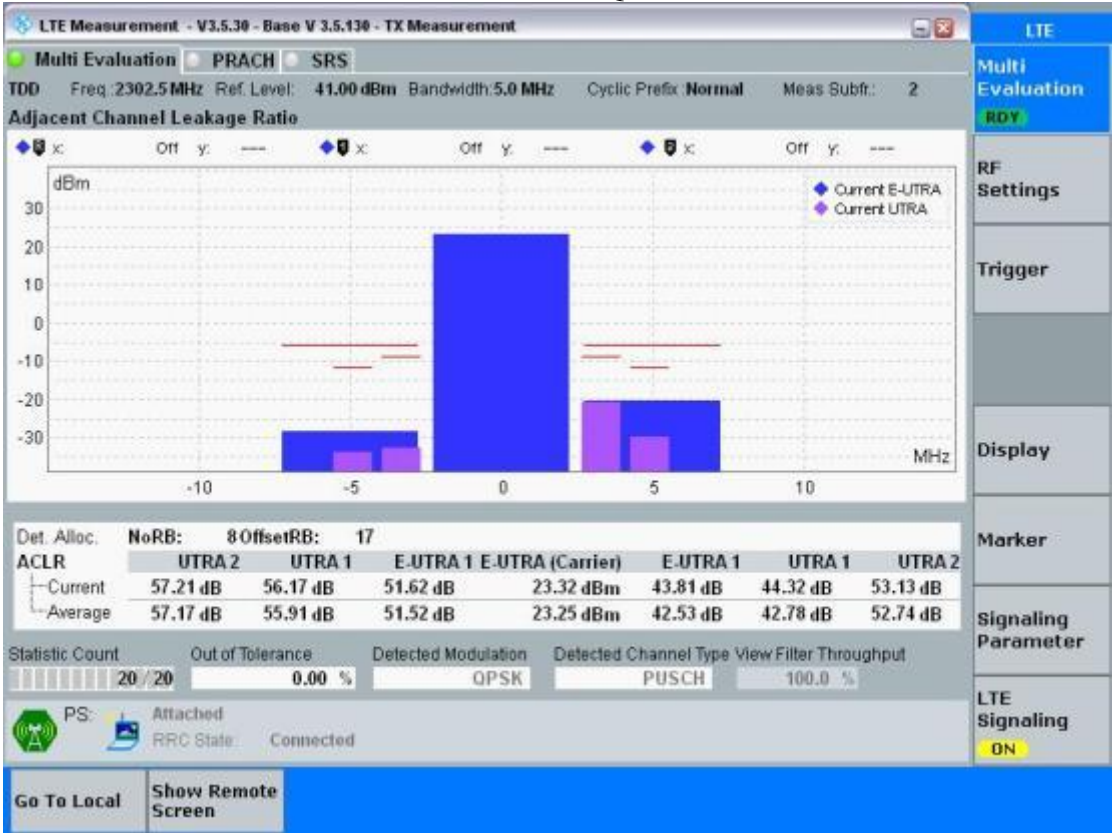 LTE Measurement - V3.5.30 - Base V 3.5.130 - TX Measurement
LTE
Multi Evaluation PRACH SRS
Multi Evaluation
RDY
TDD Freq.:2302.5 MHz Ref. Level: 41.00 dBm Bandwidth:5.0 MHz Cyclic Prefix :Normal Meas Subfr.: 2
Adjacent Channel Leakage Ratio
x: Off y: --- x: Off y: --- x: Off y: ---
dBm
Current E-UTRA
Current UTRA
30
20
10
0
-10
-20
-30
MHz
-10 -5 0 5 10
RF
Settings
Trigger
Display
Marker
Signaling
Parameter
LTE
Signaling
ON
Det. Alloc. NoRB: 8 OffsetRB: 17
ACLR UTRA 2 UTRA 1 E-UTRA 1 E-UTRA (Carrier) E-UTRA 1 UTRA 1 UTRA 2
Current 57.21 dB 56.17 dB 51.62 dB 23.32 dBm 43.81 dB 44.32 dB 53.13 dB
Average 57.17 dB 55.91 dB 51.52 dB 23.25 dBm 42.53 dB 42.78 dB 52.74 dB
Statistic Count Out of Tolerance Detected Modulation Detected Channel Type View Filter Throughput
20 / 20 0.00 % QPSK PUSCH 100.0 %
PS: Attached
RRC State: Connected
Go To Local
Show Remote
Screen